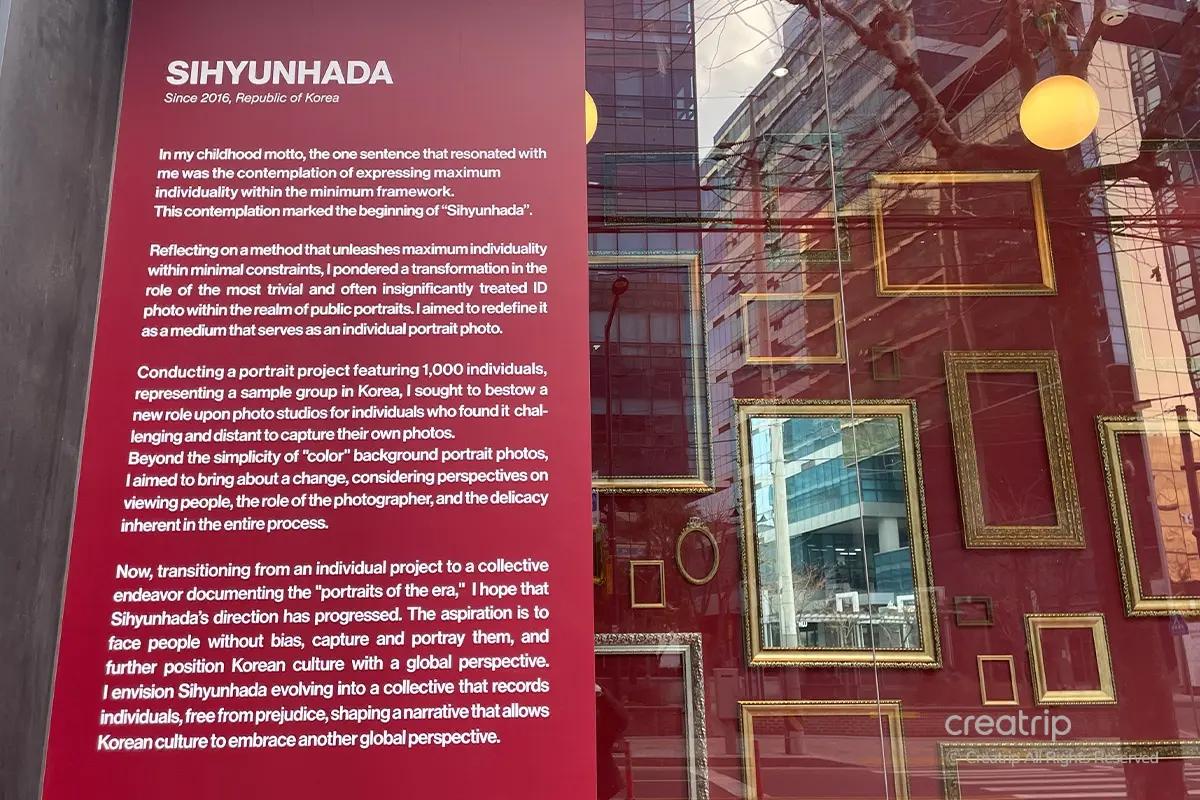 SIHYUNHADA
Since 2016, Republic of Korea
In my childhood motto, the one sentence that resonated with
me was the contemplation of expressing maximum
individuality within the minimum framework.
This contemplation marked the beginning of “Sihyunhada”.
Reflecting on a method that unleashes maximum individuality
within minimal constraints, I pondered a transformation in the
role of the most trivial and often insignificantly treated ID
photo within the realm of public portraits. I aimed to redefine it
as a medium that serves as an individual portrait photo.
Conducting a portrait project featuring 1,000 individuals,
representing a sample group in Korea, I sought to bestow a
new role upon photo studios for individuals who found it chal-
lenging and distant to capture their own photos.
Beyond the simplicity of "color" background portrait photos,
I aimed to bring about a change, considering perspectives on
viewing people, the role of the photographer, and the delicacy
inherent in the entire process.
Now, transitioning from an individual project to a collective
endeavor documenting the "portraits of the era," I hope that
Sihyunhada's direction has progressed. The aspiration is to
face people without bias, capture and portray them, and
further position Korean culture with a global perspective.
I envision Sihyunhada evolving into a collective that records
individuals, free from prejudice, shaping a narrative that allows
Korean culture to embrace another global perspective.
creatrip
© Creatrip All Rights Reserved